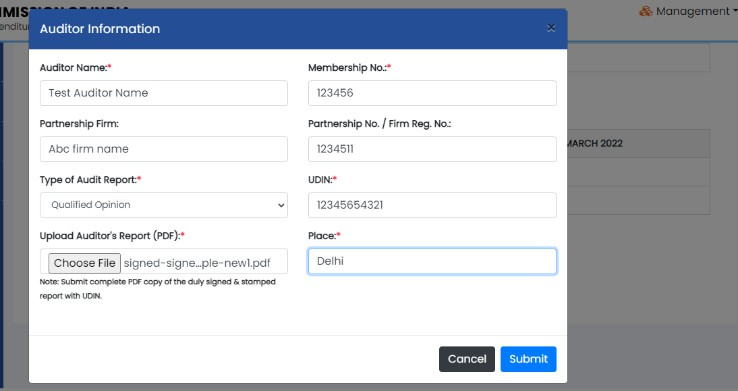 MMISSION OF INDIA
Management
Auditor Information ×
Auditor Name:* Membership No.:*
Test Auditor Name 123456
Partnership Firm: Partnership No. / Firm Reg. No.:
Abc firm name 1234511
MARCH 2022
Type of Audit Report:* UDIN:*
Qualified Opinion 12345654321
Upload Auditor's Report (PDF):* Place:*
Choose File signed-signe...ple-new1.pdf Delhi
Note: Submit complete PDF copy of the duly signed & stamped
report with UDIN.
Cancel Submit